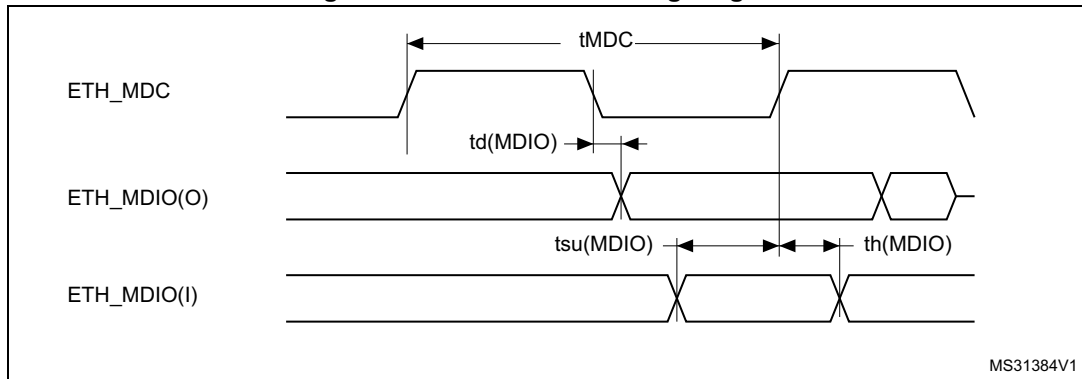 tMDC
ETH_MDC
td(MDIO)
ETH_MDIO(O)
tsu(MDIO) th(MDIO)
ETH_MDIO(I)
MS31384V1